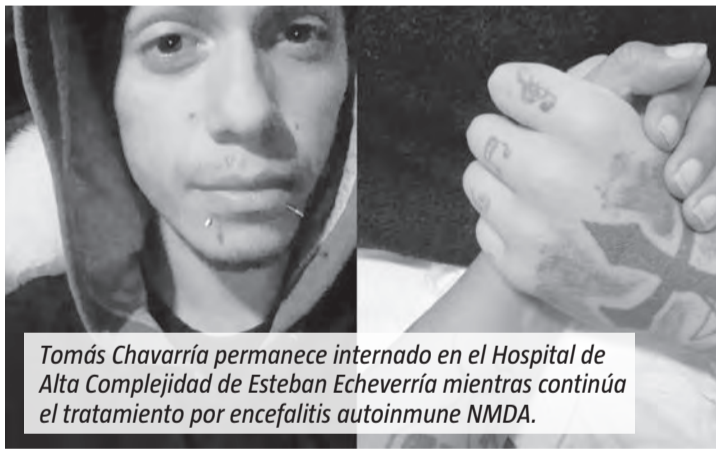 Tomás Chavarría permanece internado en el Hospital de
Alta Complejidad de Esteban Echeverría mientras continúa
el tratamiento por encefalitis autoinmune NMDA.